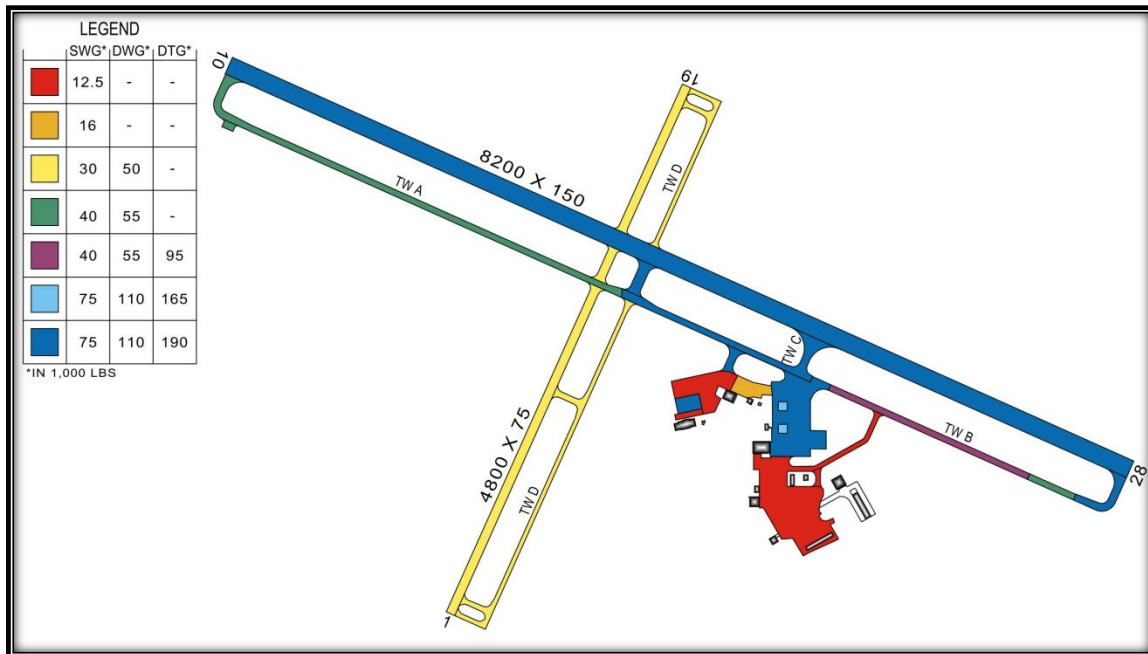 LEGEND
SWG* DWG* DTG*
12.5 - -
16 - -
30 50 -
40 55 -
40 55 95
75 110 165
75 110 190
*IN 1,000 LBS
10
19
8200 X 150
TW A
TW D
TW C
TW B
28
4800 X 75
TW D
1